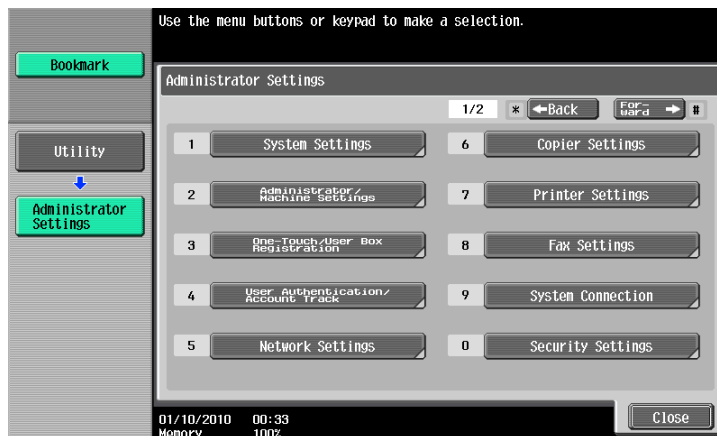 Use the menu buttons or keypad to make a selection.
Bookmark
Administrator Settings
1/2 * ←Back For-
ward → #
Utility
Administrator
Settings
1 System Settings
2 Administrator/
Machine Settings
3 One-Touch/User Box
Registration
4 User Authentication/
Account Track
5 Network Settings
6 Copier Settings
7 Printer Settings
8 Fax Settings
9 System Connection
0 Security Settings
01/10/2010 00:33
Memory 100%
Close